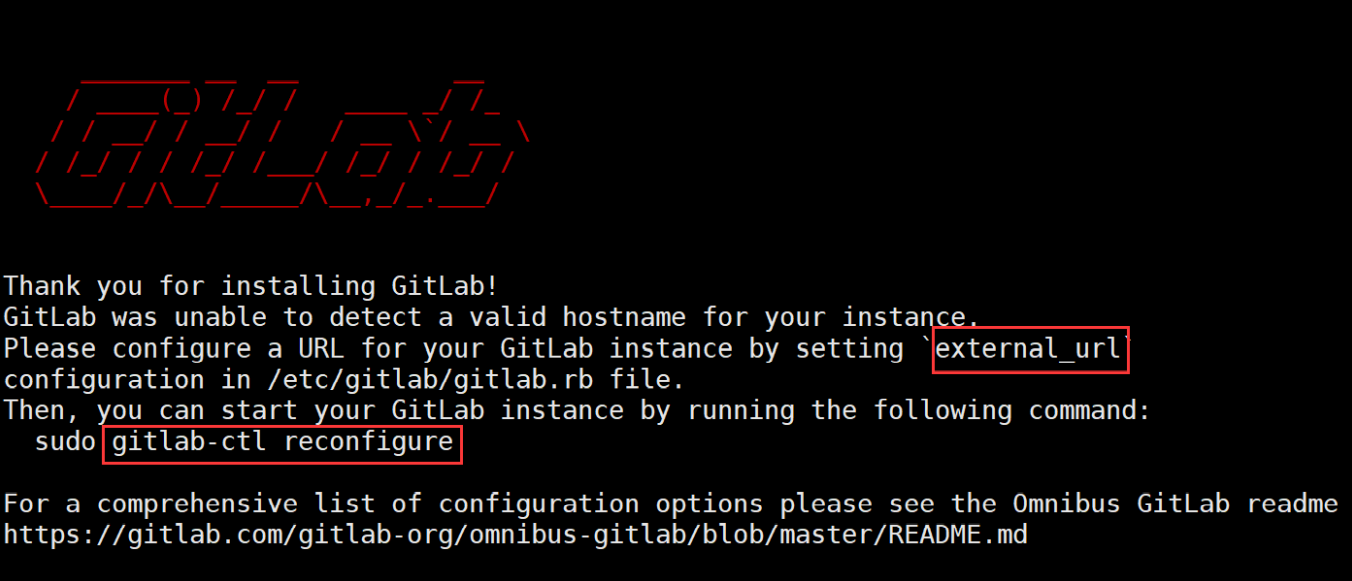 GitLab
Thank you for installing GitLab!
GitLab was unable to detect a valid hostname for your instance.
Please configure a URL for your GitLab instance by setting `external_url`
configuration in /etc/gitlab/gitlab.rb file.
Then, you can start your GitLab instance by running the following command:
sudo gitlab-ctl reconfigure
For a comprehensive list of configuration options please see the Omnibus GitLab readme
https://gitlab.com/gitlab-org/omnibus-gitlab/blob/master/README.md